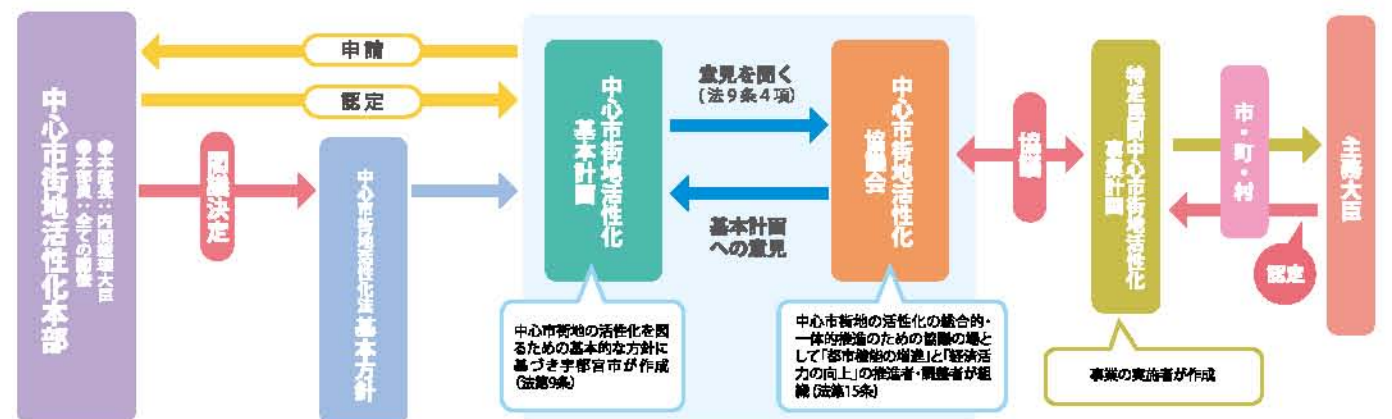 中心市街地活性化本部
●本部長：内閣総理大臣
●本部員：全ての閣僚
申請
認定
閣議決定
中心市街地活性化法 基本方針
中心市街地活性化
基本計画
意見を聞く
(法9条4項)
基本計画
への意見
中心市街地活性化
協議会
協議
特定民間中心市街地活性化
事業計画
市・町・村
認定
主務大臣
中心市街地の活性化を図
るための基本的な方針に
基づき宇都宮市が作成
(法第9条)
中心市街地の活性化の総合的・
一体的推進のための協議の場と
して「都市機能の増進」と「経済活
力の向上」の推進者・調整者が組
織(法第15条)
事業の実施者が作成